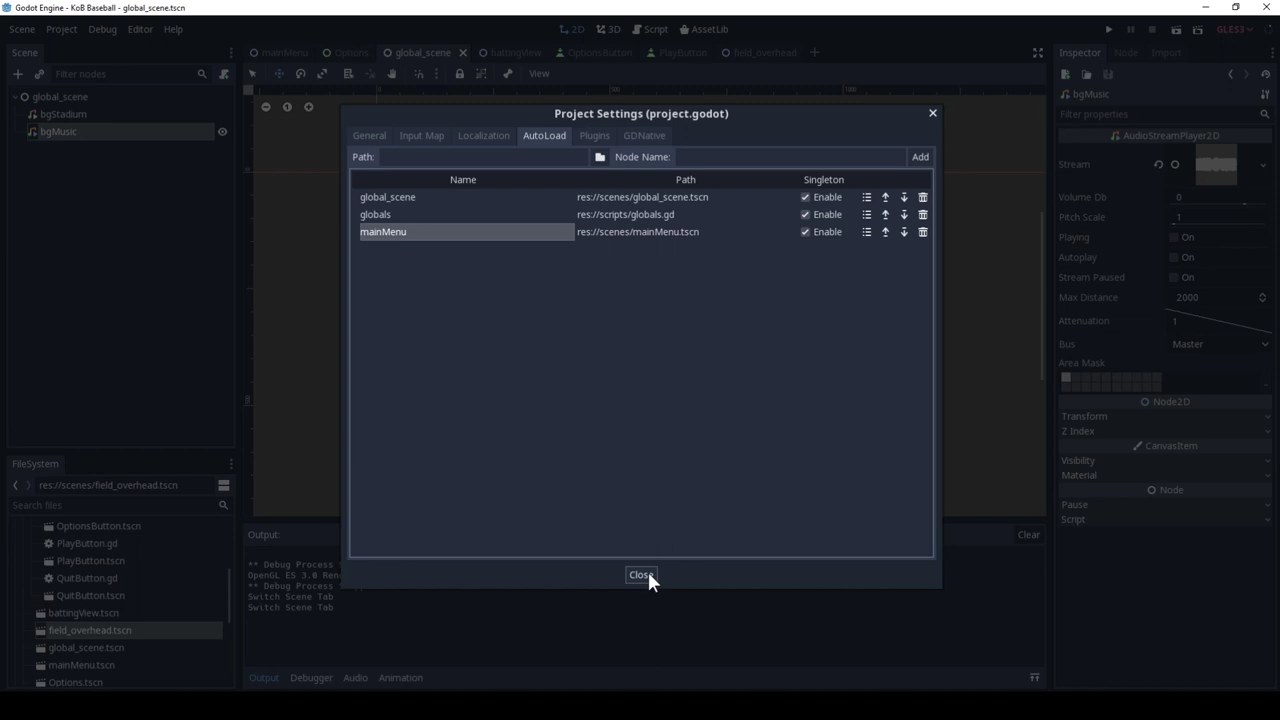 Godot Engine - KoB Baseball - global_scene.tscn
Scene Project Debug Editor Help
2D 3D Script AssetLib
GLES3
Scene
mainMenu Options global_scene battingView OptionsButton PlayButton field_overhead
Inspector Node Import
Filter nodes
View
global_scene
bgStadium
bgMusic
bgMusic
Filter properties
AudioStreamPlayer2D
Stream
Volume Db 0
Pitch Scale 1
Playing On
Autoplay On
Stream Paused On
Max Distance 2000
Attenuation 1
Bus Master
Area Mask
Node2D
Transform
Z Index
CanvasItem
Visibility
Material
Node
Pause
Script
Project Settings (project.godot)
General Input Map Localization AutoLoad Plugins GDNative
Path: Node Name: Add
Name Path Singleton
global_scene res://scenes/global_scene.tscn Enable
globals res://scripts/globals.gd Enable
mainMenu res://scenes/mainMenu.tscn Enable
Close
FileSystem
res://scenes/field_overhead.tscn
Search files
OptionsButton.tscn
PlayButton.gd
PlayButton.tscn
QuitButton.gd
QuitButton.tscn
battingView.tscn
field_overhead.tscn
global_scene.tscn
mainMenu.tscn
Options.tscn
Output: Clear
** Debug Process
OpenGL ES 3.0 Ren
** Debug Process
Switch Scene Tab
Switch Scene Tab
Output Debugger Audio Animation